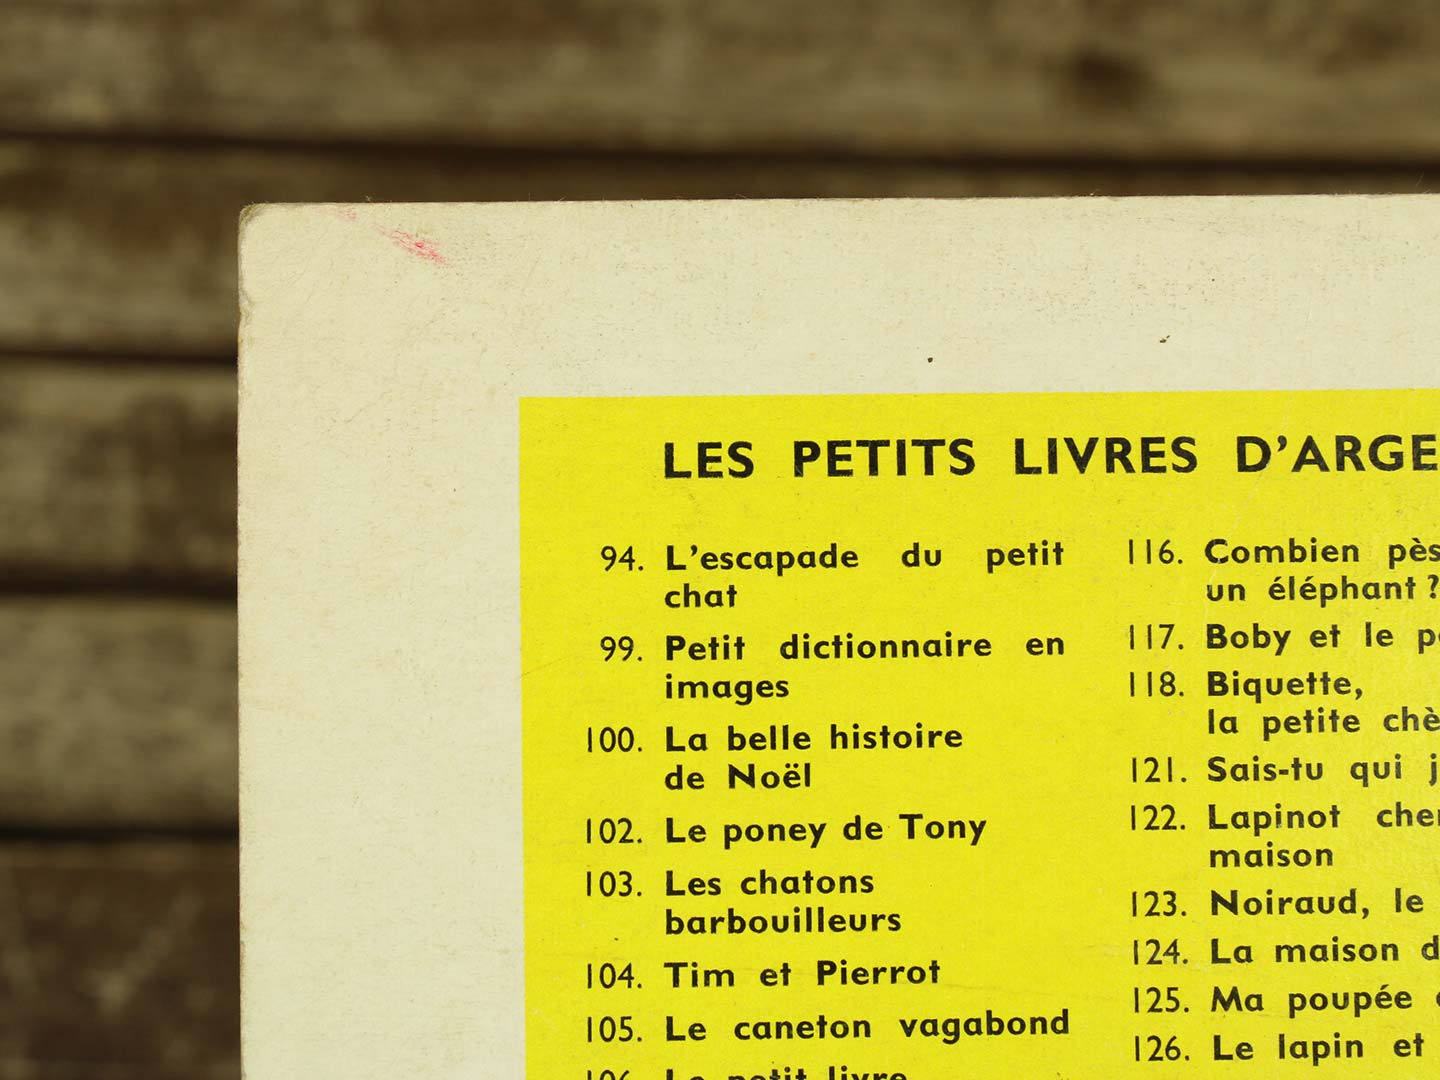 LES PETITS LIVRES
94. L'escapade du petit
chat
99. Petit dictionnaire en
images
100. La belle histoire
de Noël
102. Le poney de Tony
103. Les chatons
barbouilleurs
104. Tim et Pierrot
105. Le caneton vagabond
Le petit livre
116. Combien
un éléphant ?
117. Boby et le
118. Biquette,
la petite
121. Sais-tu qui
122. Lapinot
maison
123. Noiraud, le
124. La maison
125. Ma poupée
126. Le lapin et